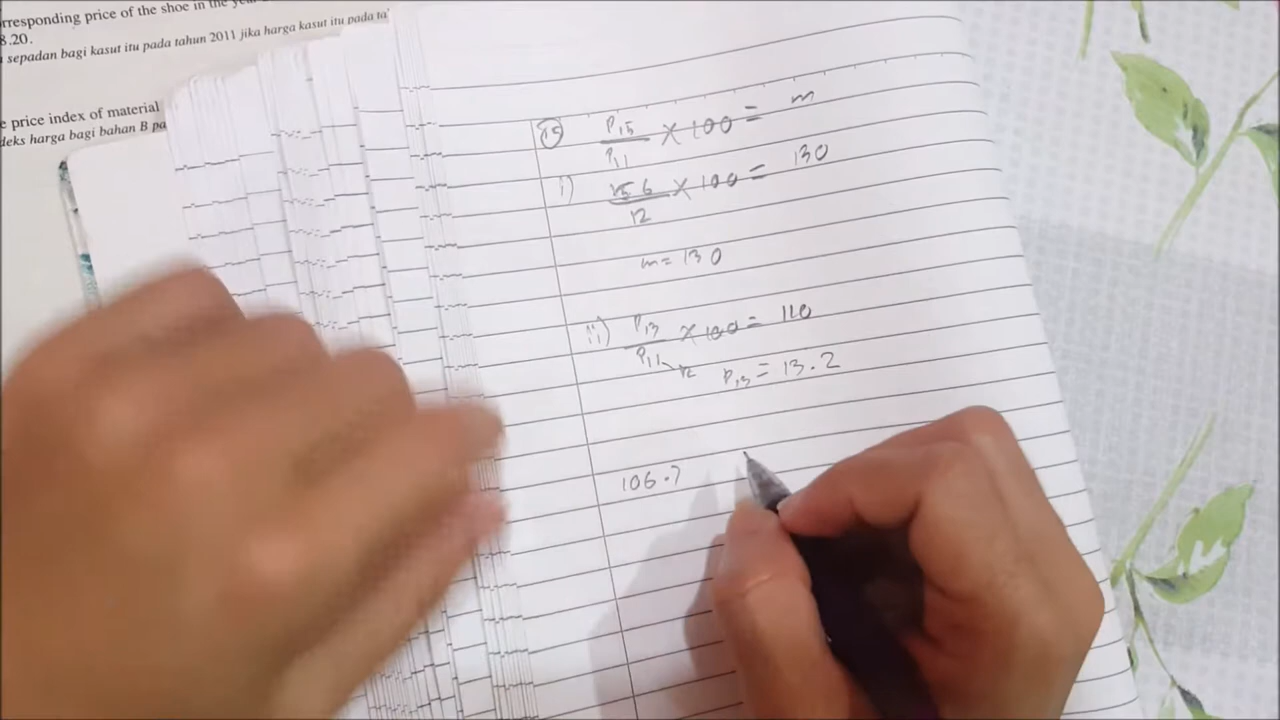 rresponding price of the shoe in the
8.20.
sepadan bagi kasut itu pada tahun 2011 jika harga kasut itu pada ta
e price index of material
deks harga bagi bahan B pa
15 P15/P11 × 100 = m
i) 15.6/12 × 100 = 130
m = 130
ii) P13/P11 × 100 = 110
12 P13 = 13.2
106.7